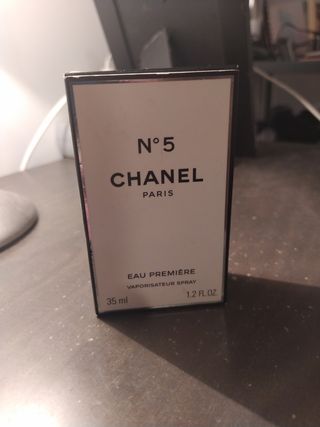 N°5
CHANEL
PARIS
EAU PREMIÈRE
VAPORISATEUR SPRAY
35 ml 1.2 FL.OZ.